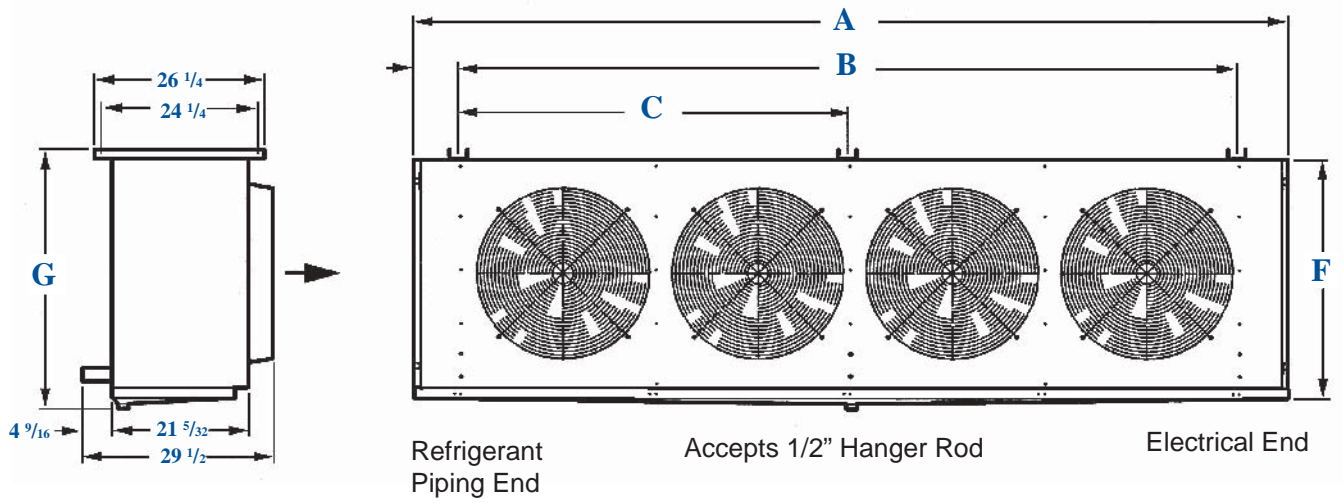 A
B
C
26 1/4
24 1/4
G
F
4 9/16
21 5/32
29 1/2
Refrigerant
Piping End
Accepts 1/2” Hanger Rod
Electrical End